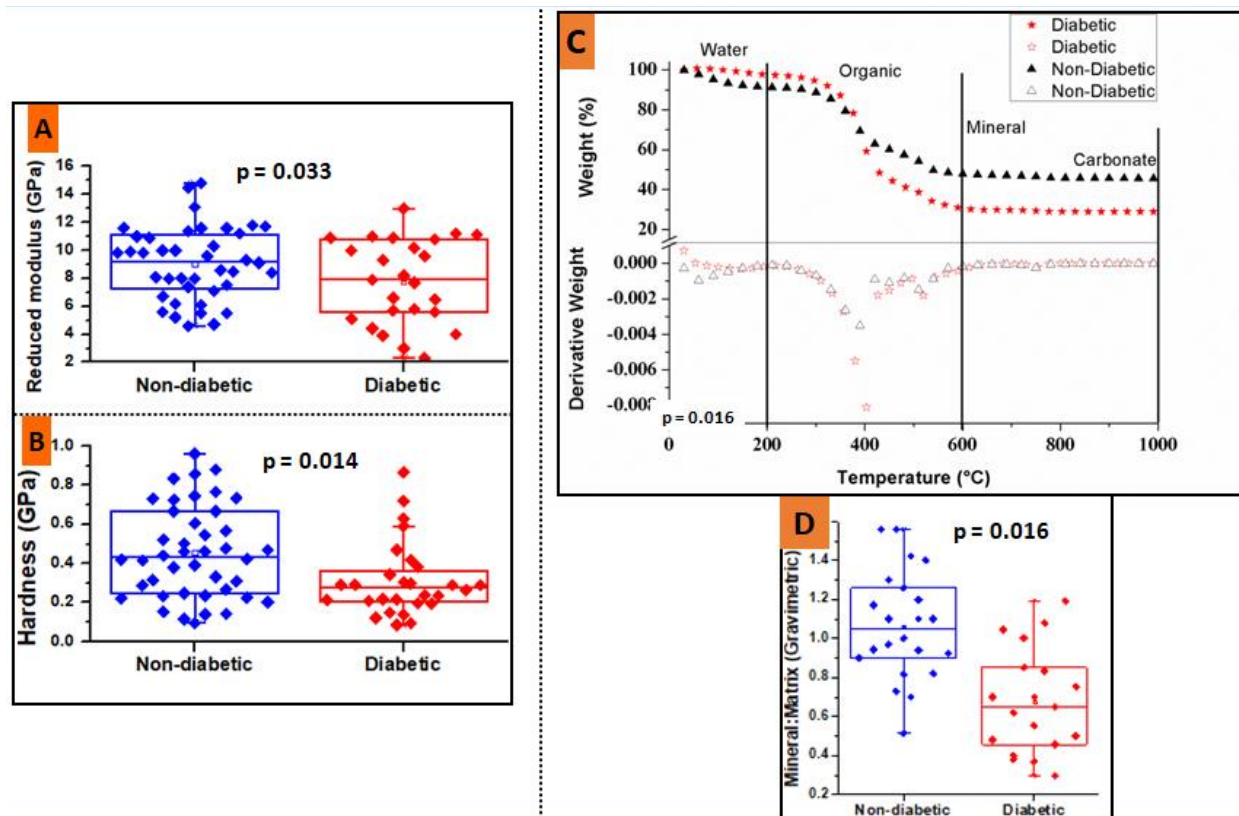 A
Reduced modulus (GPa)
16
14
12
10
8
6
4
2
p = 0.033
Non-diabetic
Diabetic
B
Hardness (GPa)
1.0
0.8
0.6
0.4
0.2
0.0
p = 0.014
Non-diabetic
Diabetic
C
Diabetic
Diabetic
Non-Diabetic
Non-Diabetic
Water
Organic
Mineral
Carbonate
Weight (%)
100
80
60
40
20
Derivative Weight
0.000
-0.002
-0.004
-0.006
p = 0.016
0
200
400
600
800
1000
Temperature (°C)
D
Mineral:Matrix (Gravimetric)
1.4
1.2
1.0
0.8
0.6
0.4
0.2
p = 0.016
Non-diabetic
Diabetic